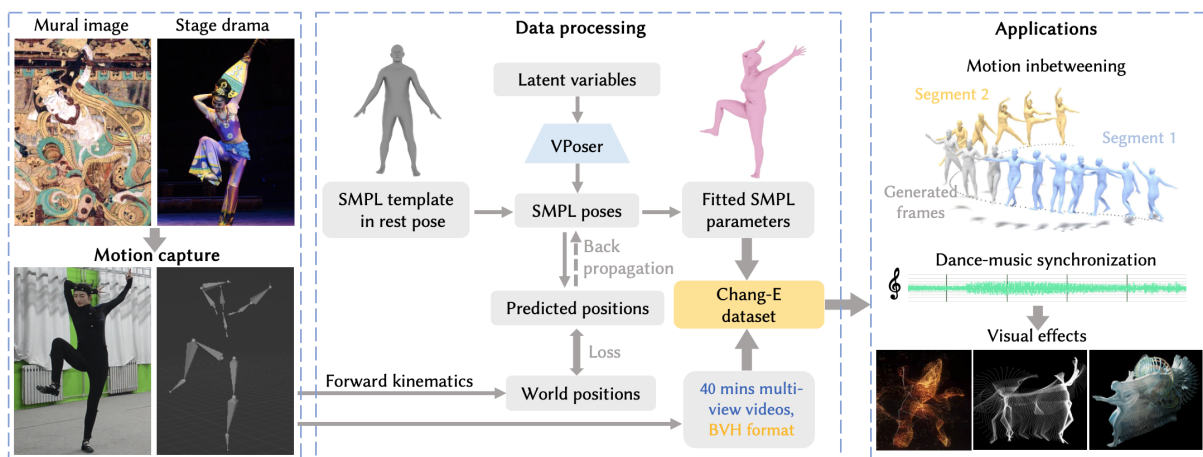 Mural image
Stage drama
Motion capture
Data processing
Latent variables
VPoser
SMPL template
in rest pose
SMPL poses
Fitted SMPL
parameters
Back
propagation
Predicted positions
Chang-E
dataset
Loss
Forward kinematics
World positions
40 mins multi-
view videos,
BVH format
Applications
Motion inbetweening
Segment 2
Segment 1
Generated
frames
Dance-music synchronization
Visual effects